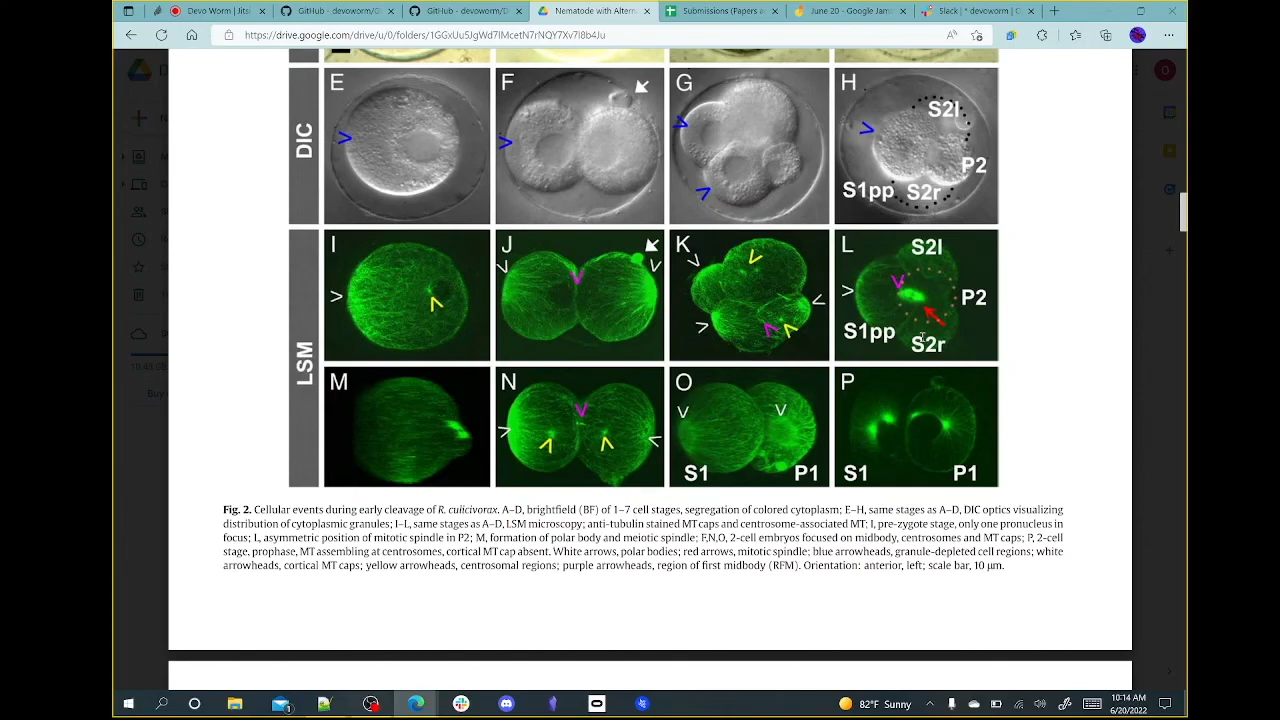 Devo Worm | Jits
GitHub - devoworm/G
GitHub - devoworm/D
Nematode with Altern
Submissions (Papers a
June 20 - Google Jam
Slack | * devoworm | G
https://drive.google.com/drive/u/0/folders/
E
F
G
H
S2l
P2
S1pp
S2r
DIC
I
J
K
L
S2l
P2
S1pp
S2r
LSM
M
N
O
P
S1
P1
S1
P1
Buy
Fig. 2. Cellular events during early cleavage of R. culicivorax. A–D, brightfield (BF) of 1–7 cell stages, segregation of colored cytoplasm; E–H, same stages as A–D, DIC optics visualizing
distribution of cytoplasmic granules; I–L, same stages as A–D, LSM microscopy; anti-tubulin stained MT caps and centrosome-associated MT; I, pre-zygote stage, only one pronucleus in
focus; L, asymmetric position of mitotic spindle in P2; M, formation of polar body and meiotic spindle; F,N,O, 2-cell embryos focused on midbody, centrosomes and MT caps; P, 2-cell
stage, prophase, MT assembling at centrosomes, cortical MT cap absent. White arrows, polar bodies; red arrows, mitotic spindle; blue arrowheads, granule-depleted cell regions; white
arrowheads, cortical MT caps; yellow arrowheads, centrosomal regions; purple arrowheads, region of first midbody (RFM). Orientation: anterior, left; scale bar, 10 μm.
82°F Sunny
10:14 AM
6/20/2022